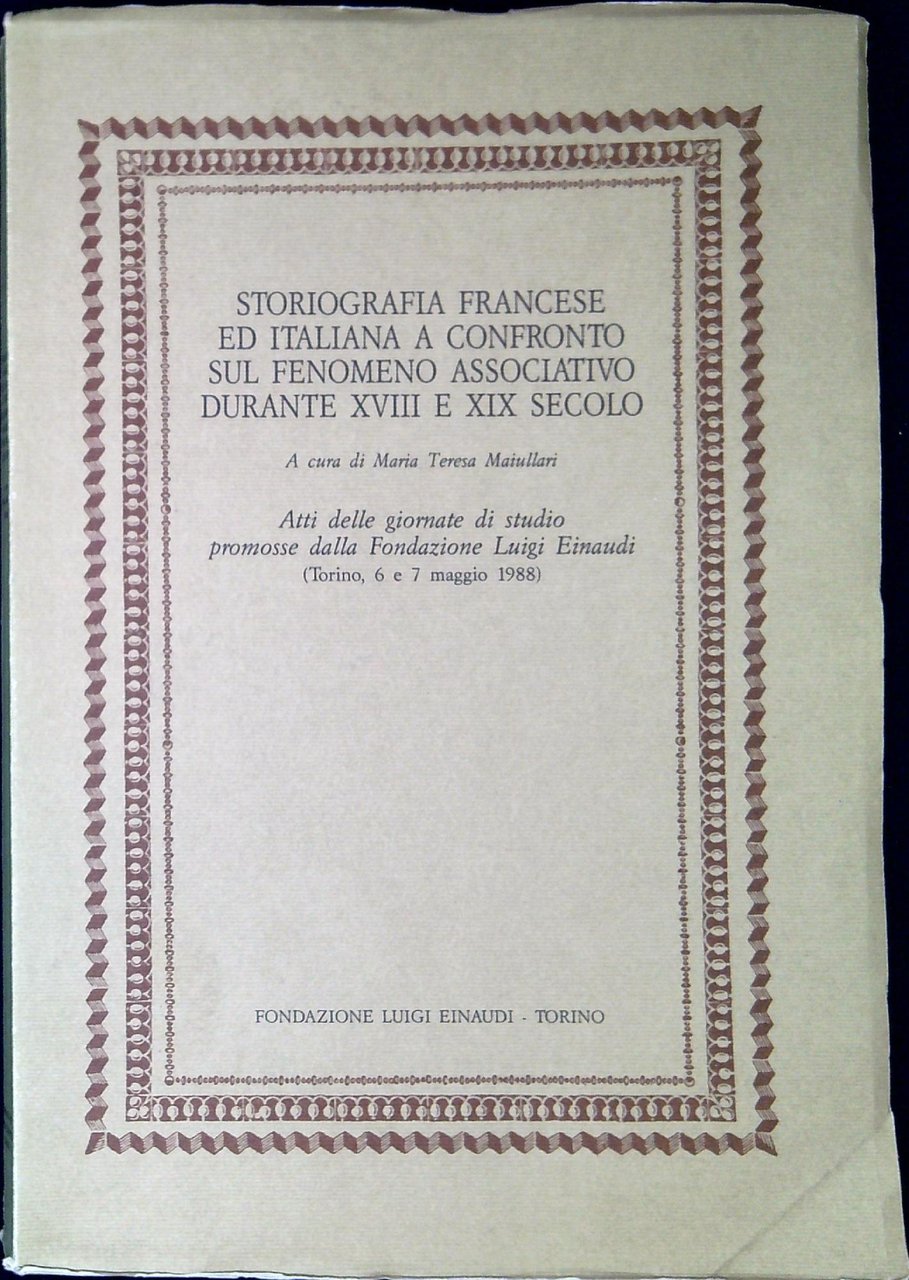 STORIOGRAFIA FRANCESE
ED ITALIANA A CONFRONTO
SUL FENOMENO ASSOCIATIVO
DURANTE XVIII E XIX SECOLO
A cura di Maria Teresa Maiullari
Atti delle giornate di studio
promosse dalla Fondazione Luigi Einaudi
(Torino, 6 e 7 maggio 1988)
FONDAZIONE LUIGI EINAUDI - TORINO